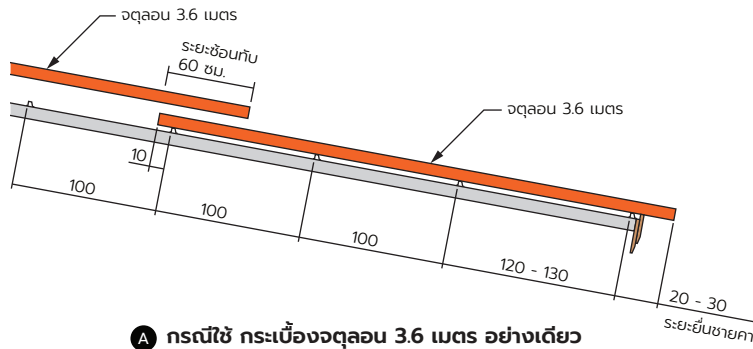 จตุลอน 3.6 เมตร
ระยะซ้อนทับ
60 ซม.
จตุลอน 3.6 เมตร
10
100
100
100
120 - 130
20 - 30
ระยะยื่นชายคา
A กรณีใช้ กระเบื้องจตุลอน 3.6 เมตร อย่างเดียว